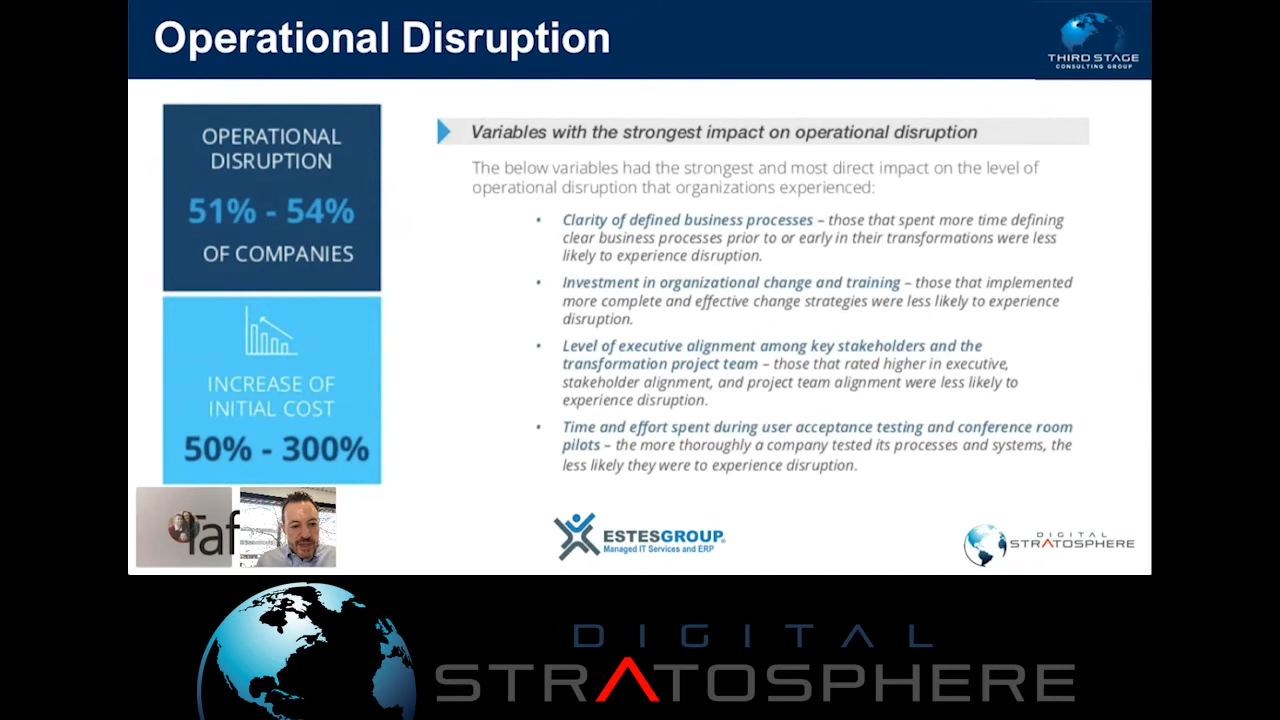 Operational Disruption
THIRD STAGE
CONSULTING GROUP
OPERATIONAL
DISRUPTION
51% - 54%
OF COMPANIES
INCREASE OF
INITIAL COST
50% - 300%
Variables with the strongest impact on operational disruption
The below variables had the strongest and most direct impact on the level of
operational disruption that organizations experienced:
• Clarity of defined business processes – those that spent more time defining
clear business processes prior to or early in their transformations were less
likely to experience disruption.
• Investment in organizational change and training – those that implemented
more complete and effective change strategies were less likely to experience
disruption.
• Level of executive alignment among key stakeholders and the
transformation project team – those that rated higher in executive,
stakeholder alignment, and project team alignment were less likely to
experience disruption.
• Time and effort spent during user acceptance testing and conference room
pilots – the more thoroughly a company tested its processes and systems, the
less likely they were to experience disruption.
ESTESGROUP
Managed IT Services and ERP
DIGITAL
STRATOSPHERE
DIGITAL
STRATOSPHERE